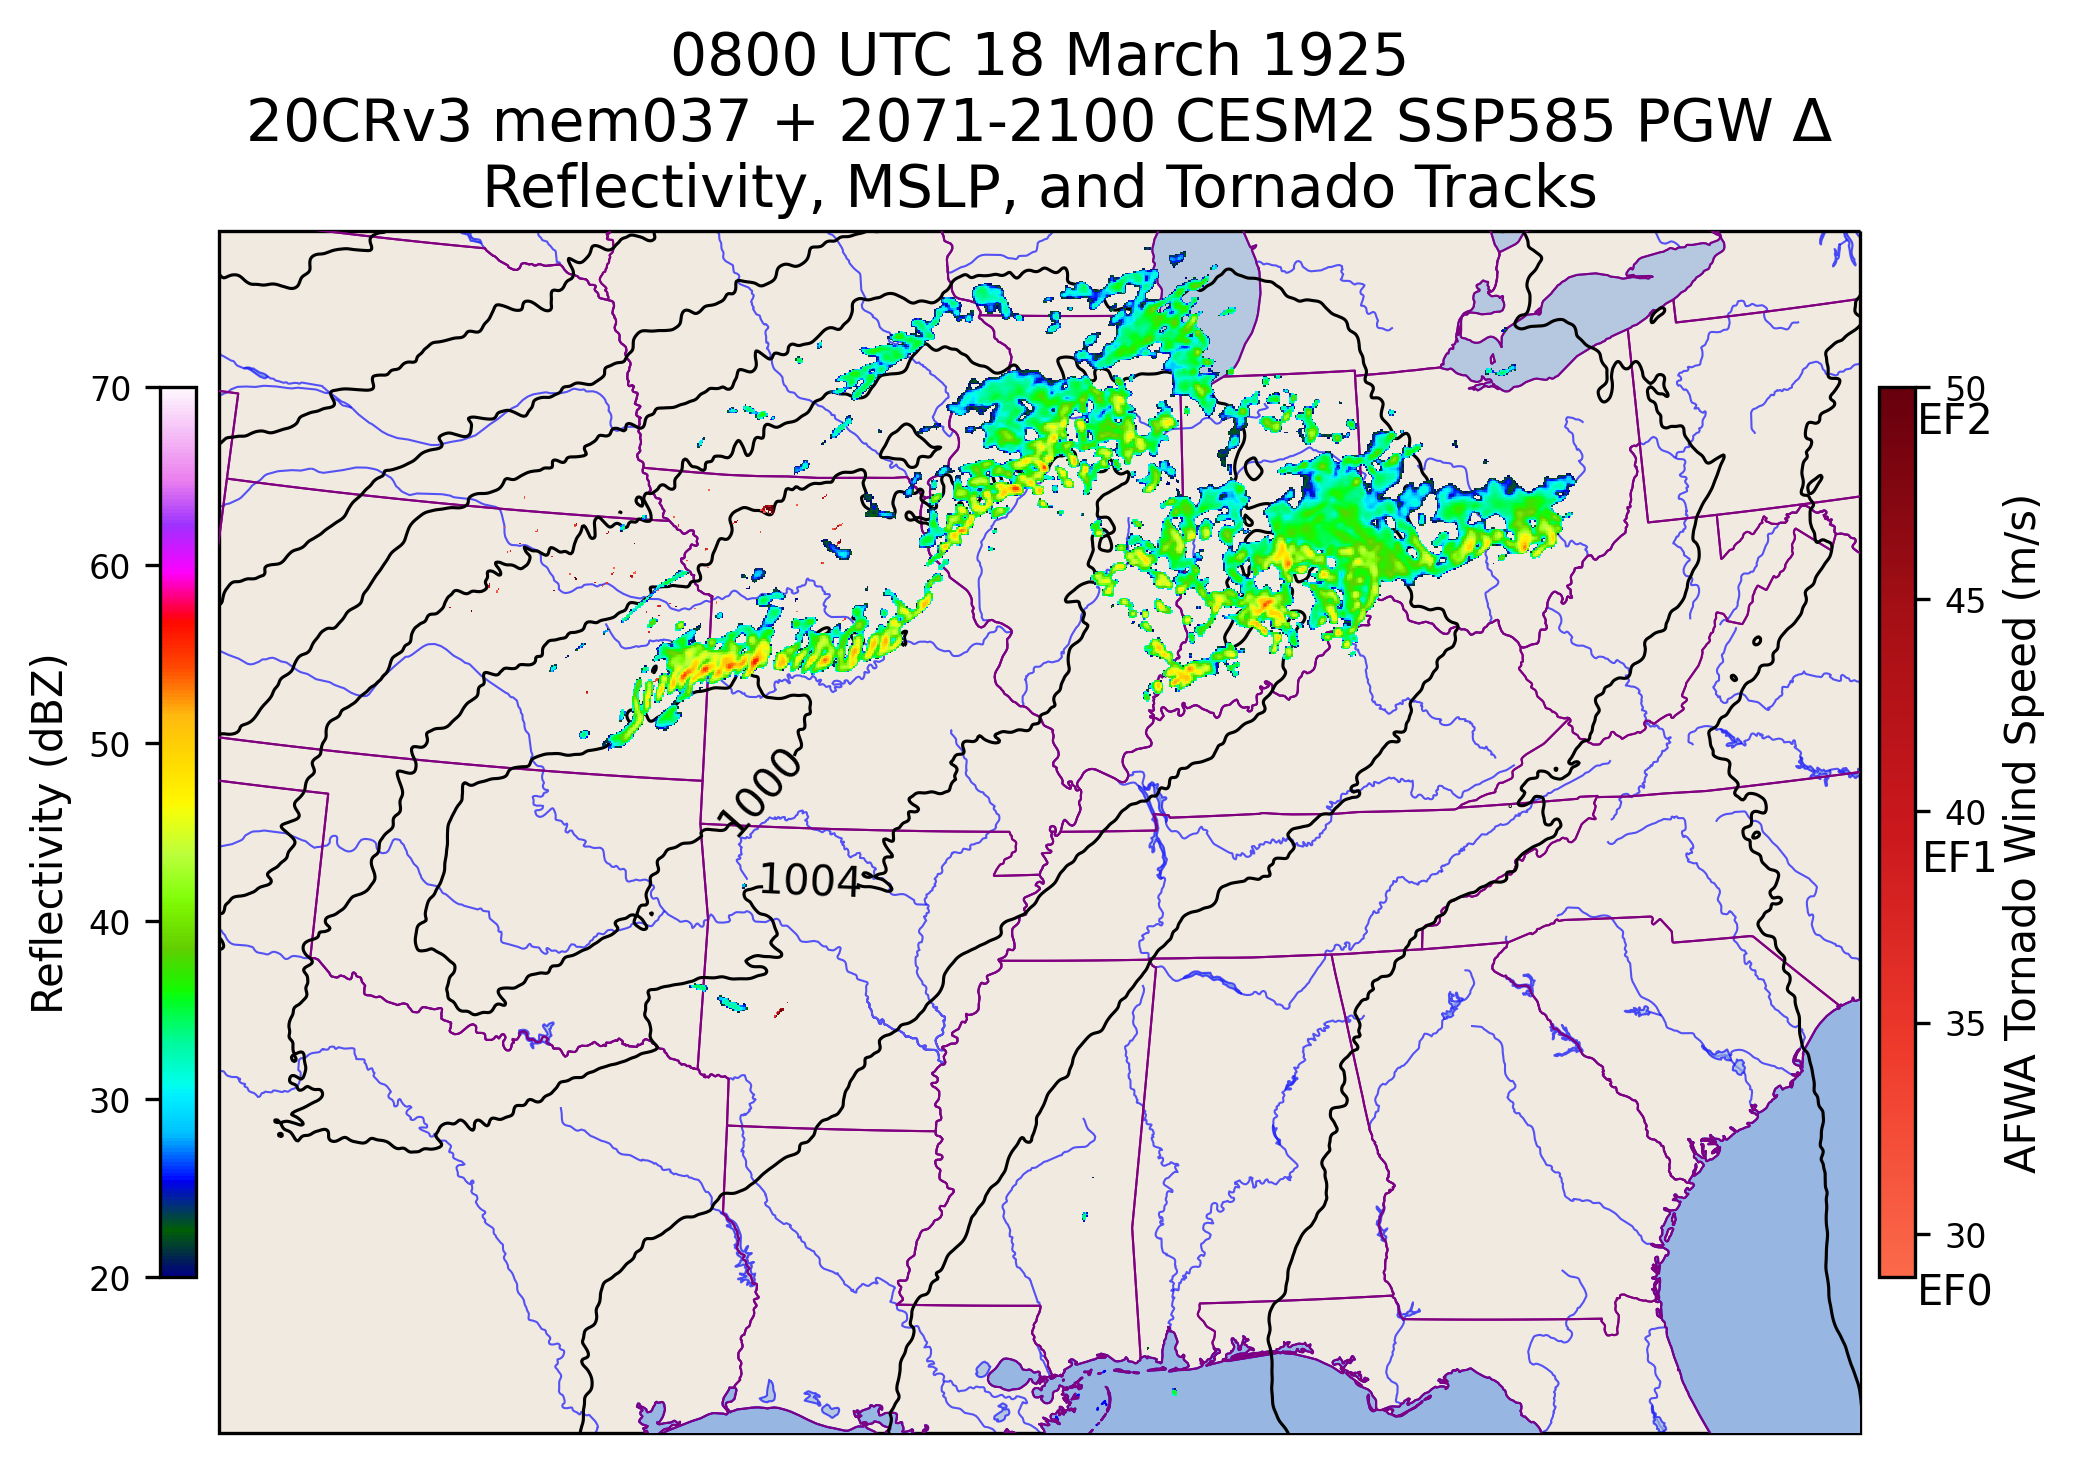 0800 UTC 18 March 1925
20CRv3 mem037 + 2071-2100 CESM2 SSP585 PGW Δ
Reflectivity, MSLP, and Tornado Tracks
70
60
50
40
30
20
Reflectivity (dBZ)
1000
1004
50
EF2
45
40
EF1
35
30
EF0
AFWA Tornado Wind Speed (m/s)